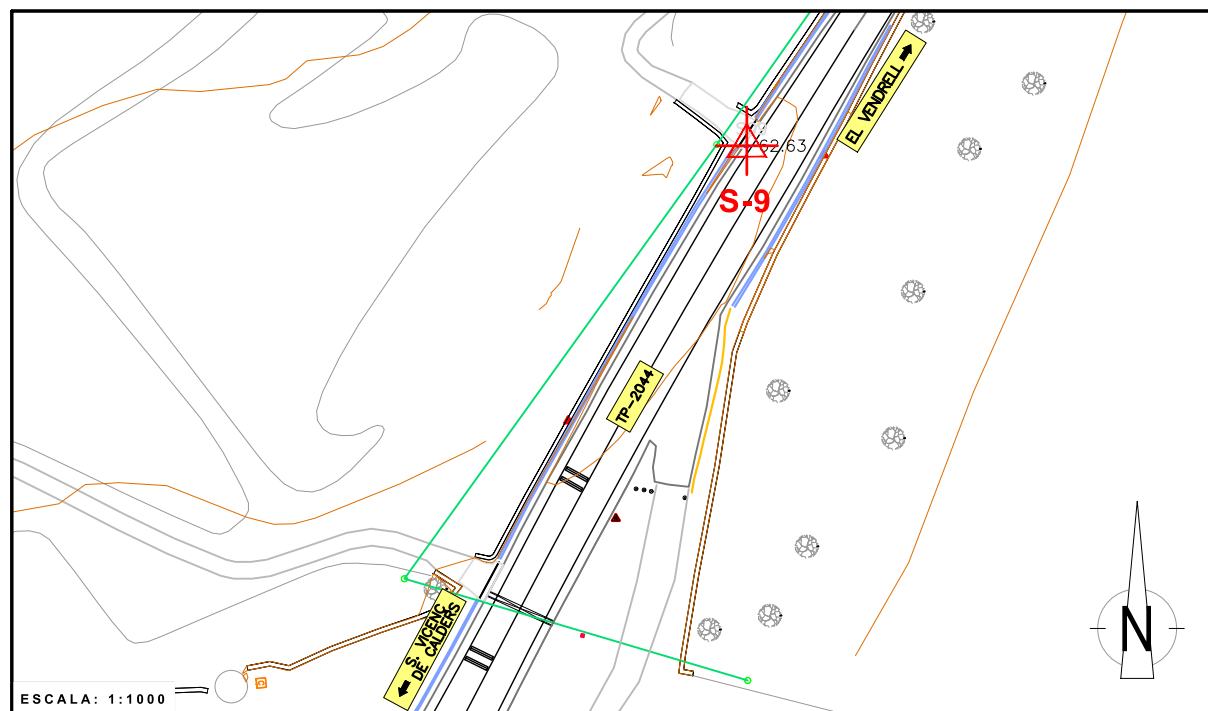 EL VENDRELL
62.63
S-9
TP-2044
S. VICENÇ
DE CALDERS
N
ESCALA: 1:1000